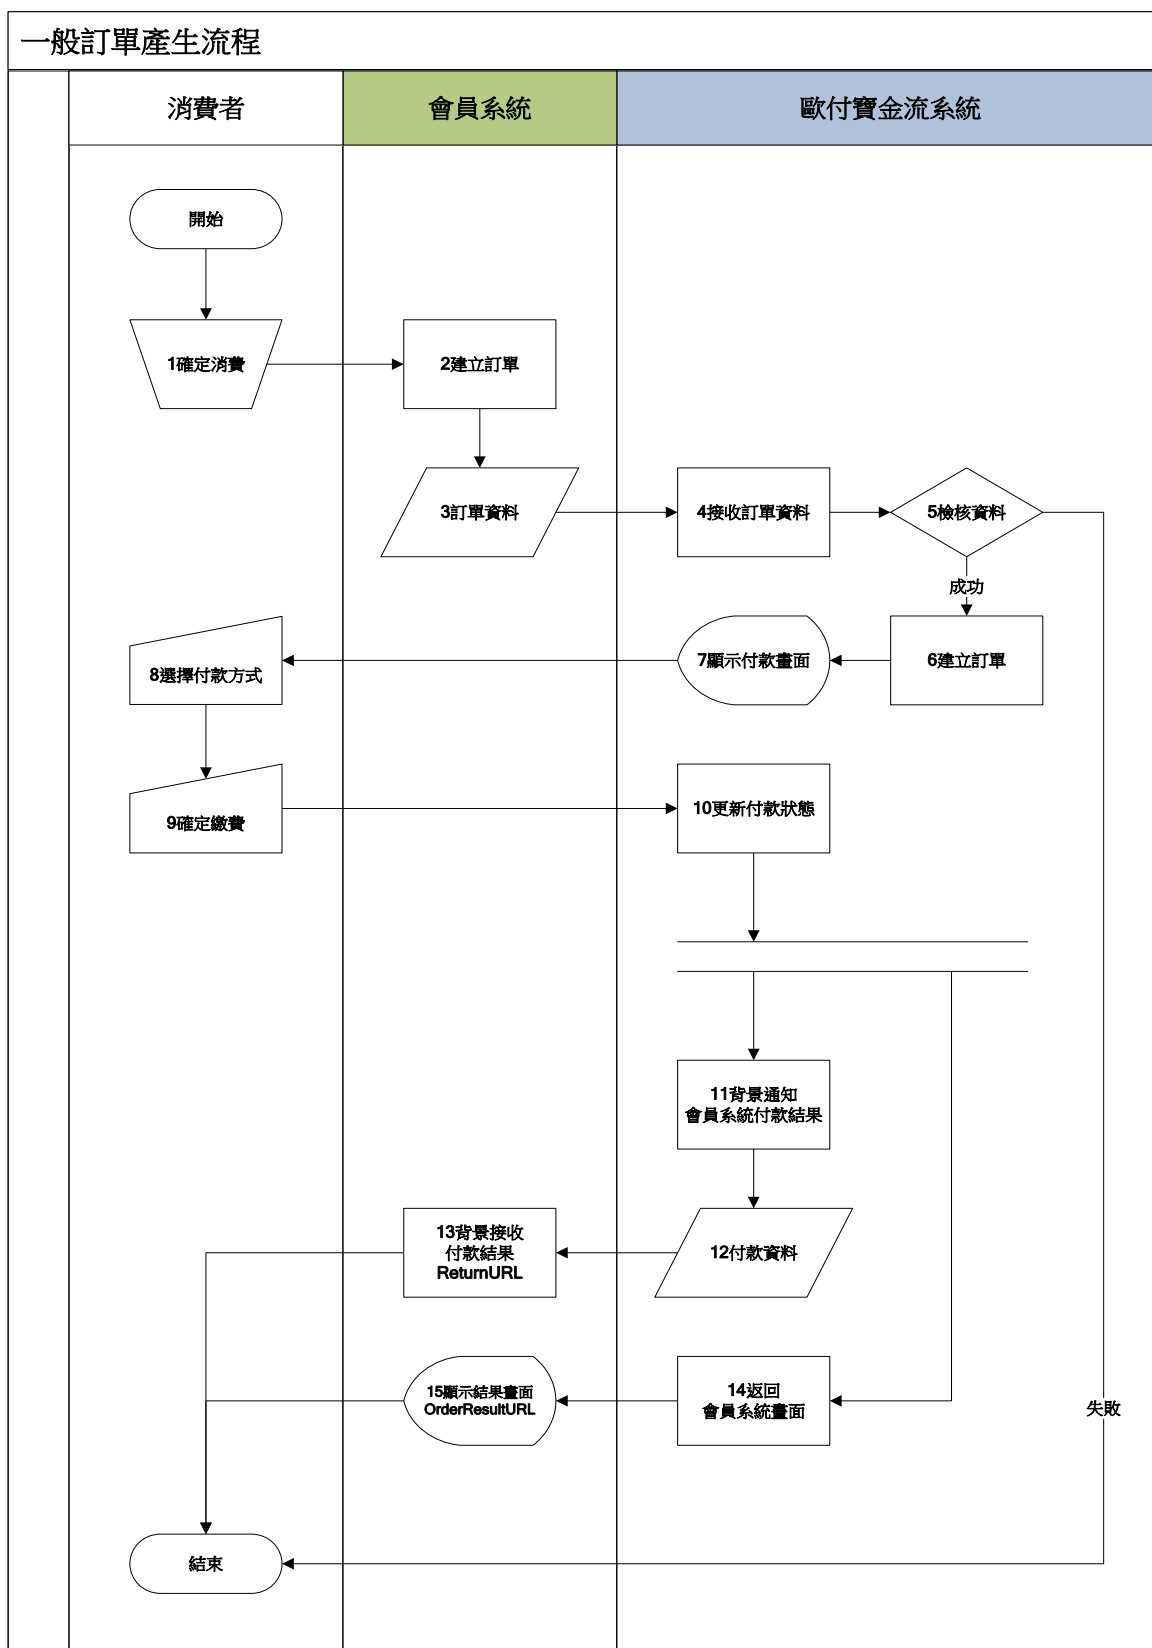 一般訂單產生流程
消費者
會員系統
歐付寶金流系統
開始
1確定消費
2建立訂單
3訂單資料
4接收訂單資料
5檢核資料
成功
6建立訂單
7顯示付款畫面
8選擇付款方式
9確定繳費
10更新付款狀態
11背景通知
會員系統付款結果
12付款資料
13背景接收
付款結果
ReturnURL
14返回
會員系統畫面
15顯示結果畫面
OrderResultURL
失敗
結束